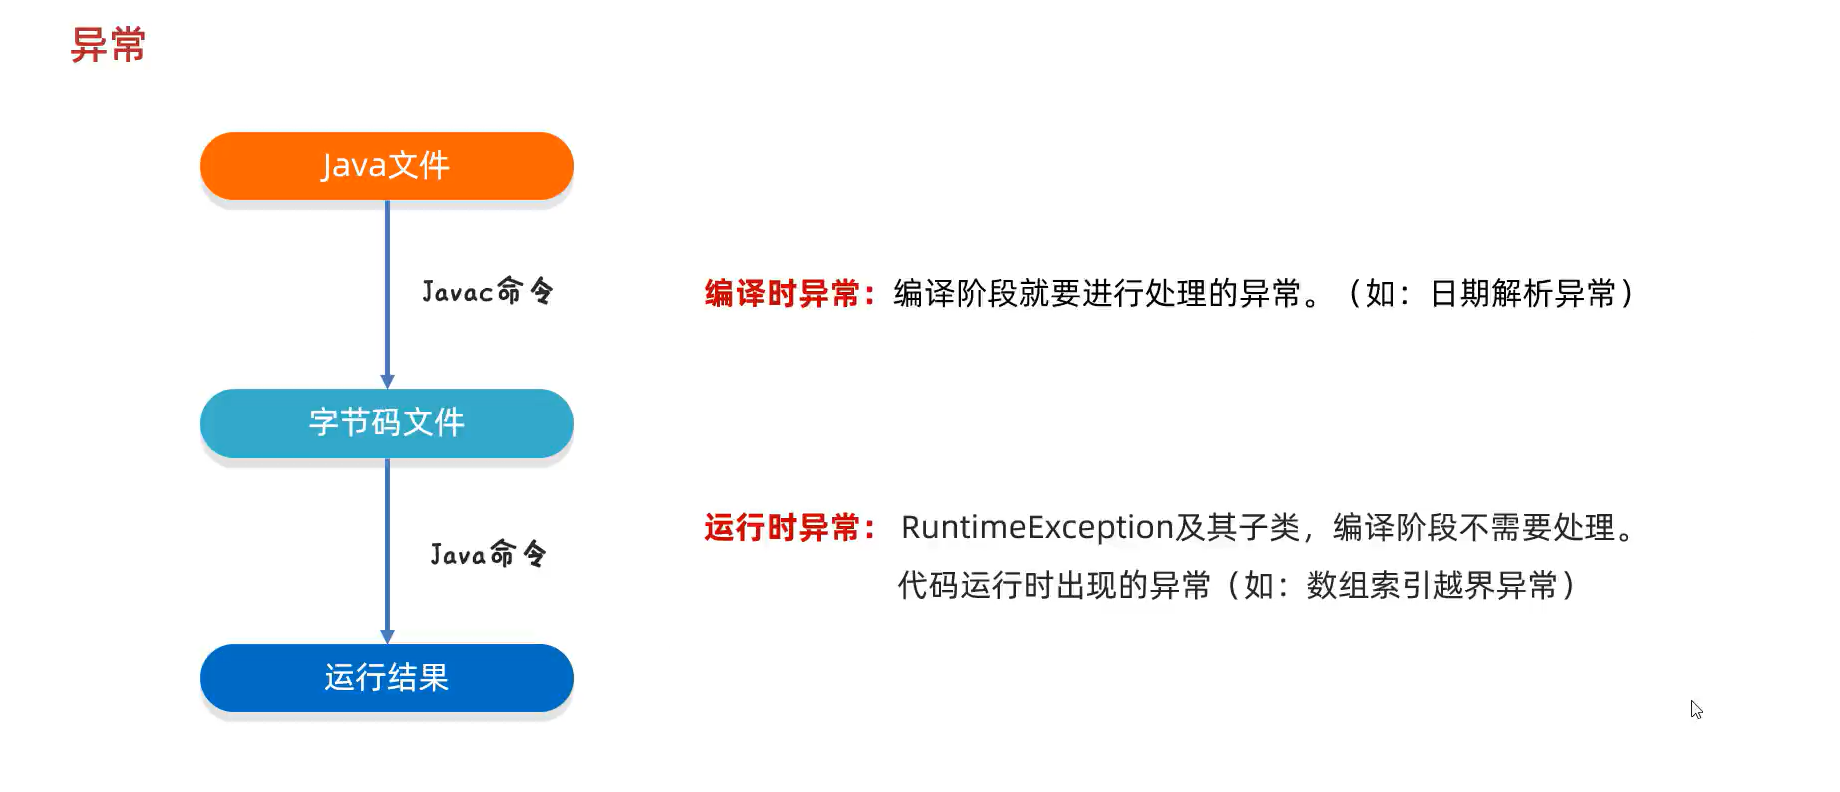 异常
Java文件
Javac命令
编译时异常：编译阶段就要进行处理的异常。（如：日期解析异常）
字节码文件
Java命令
运行时异常： RuntimeException及其子类，编译阶段不需要处理。
代码运行时出现的异常（如：数组索引越界异常）
运行结果